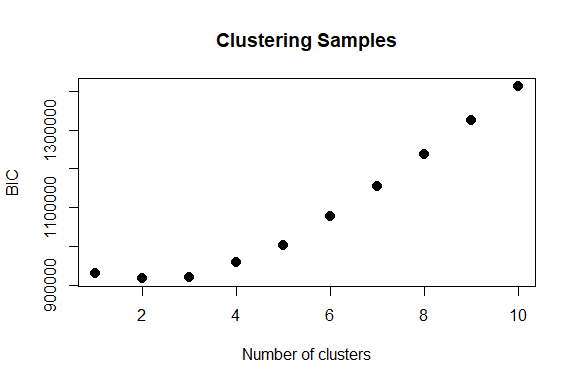 Clustering Samples
BIC
1300000
1100000
900000
2 4 6 8 10
Number of clusters